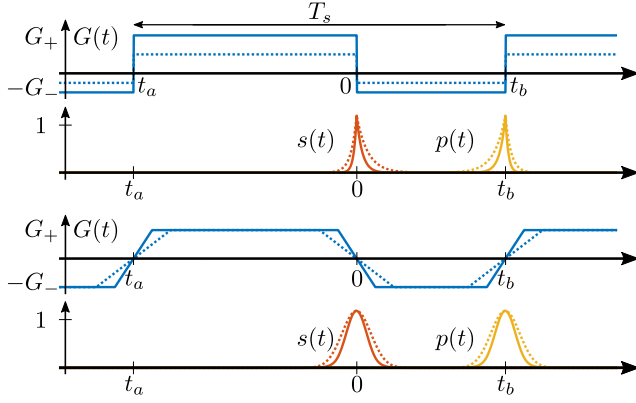 T_s
G_+ G(t)
-G_- t_a 0 t_b
1 s(t) p(t)
t_a 0 t_b
G_+ G(t)
-G_- t_a 0 t_b
1 s(t) p(t)
t_a 0 t_b